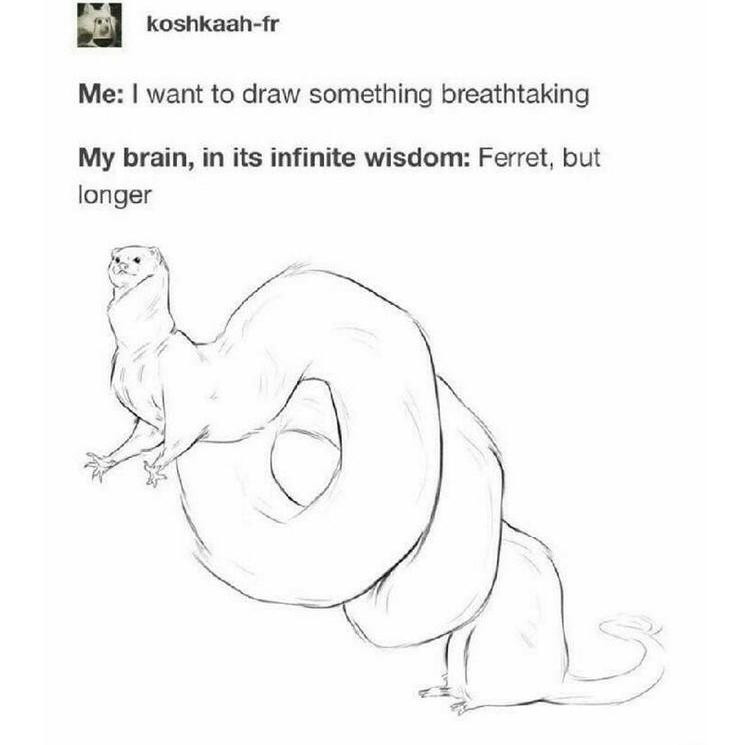 koshkaah-fr
Me: I want to draw something breathtaking
My brain, in its infinite wisdom: Ferret, but
longer